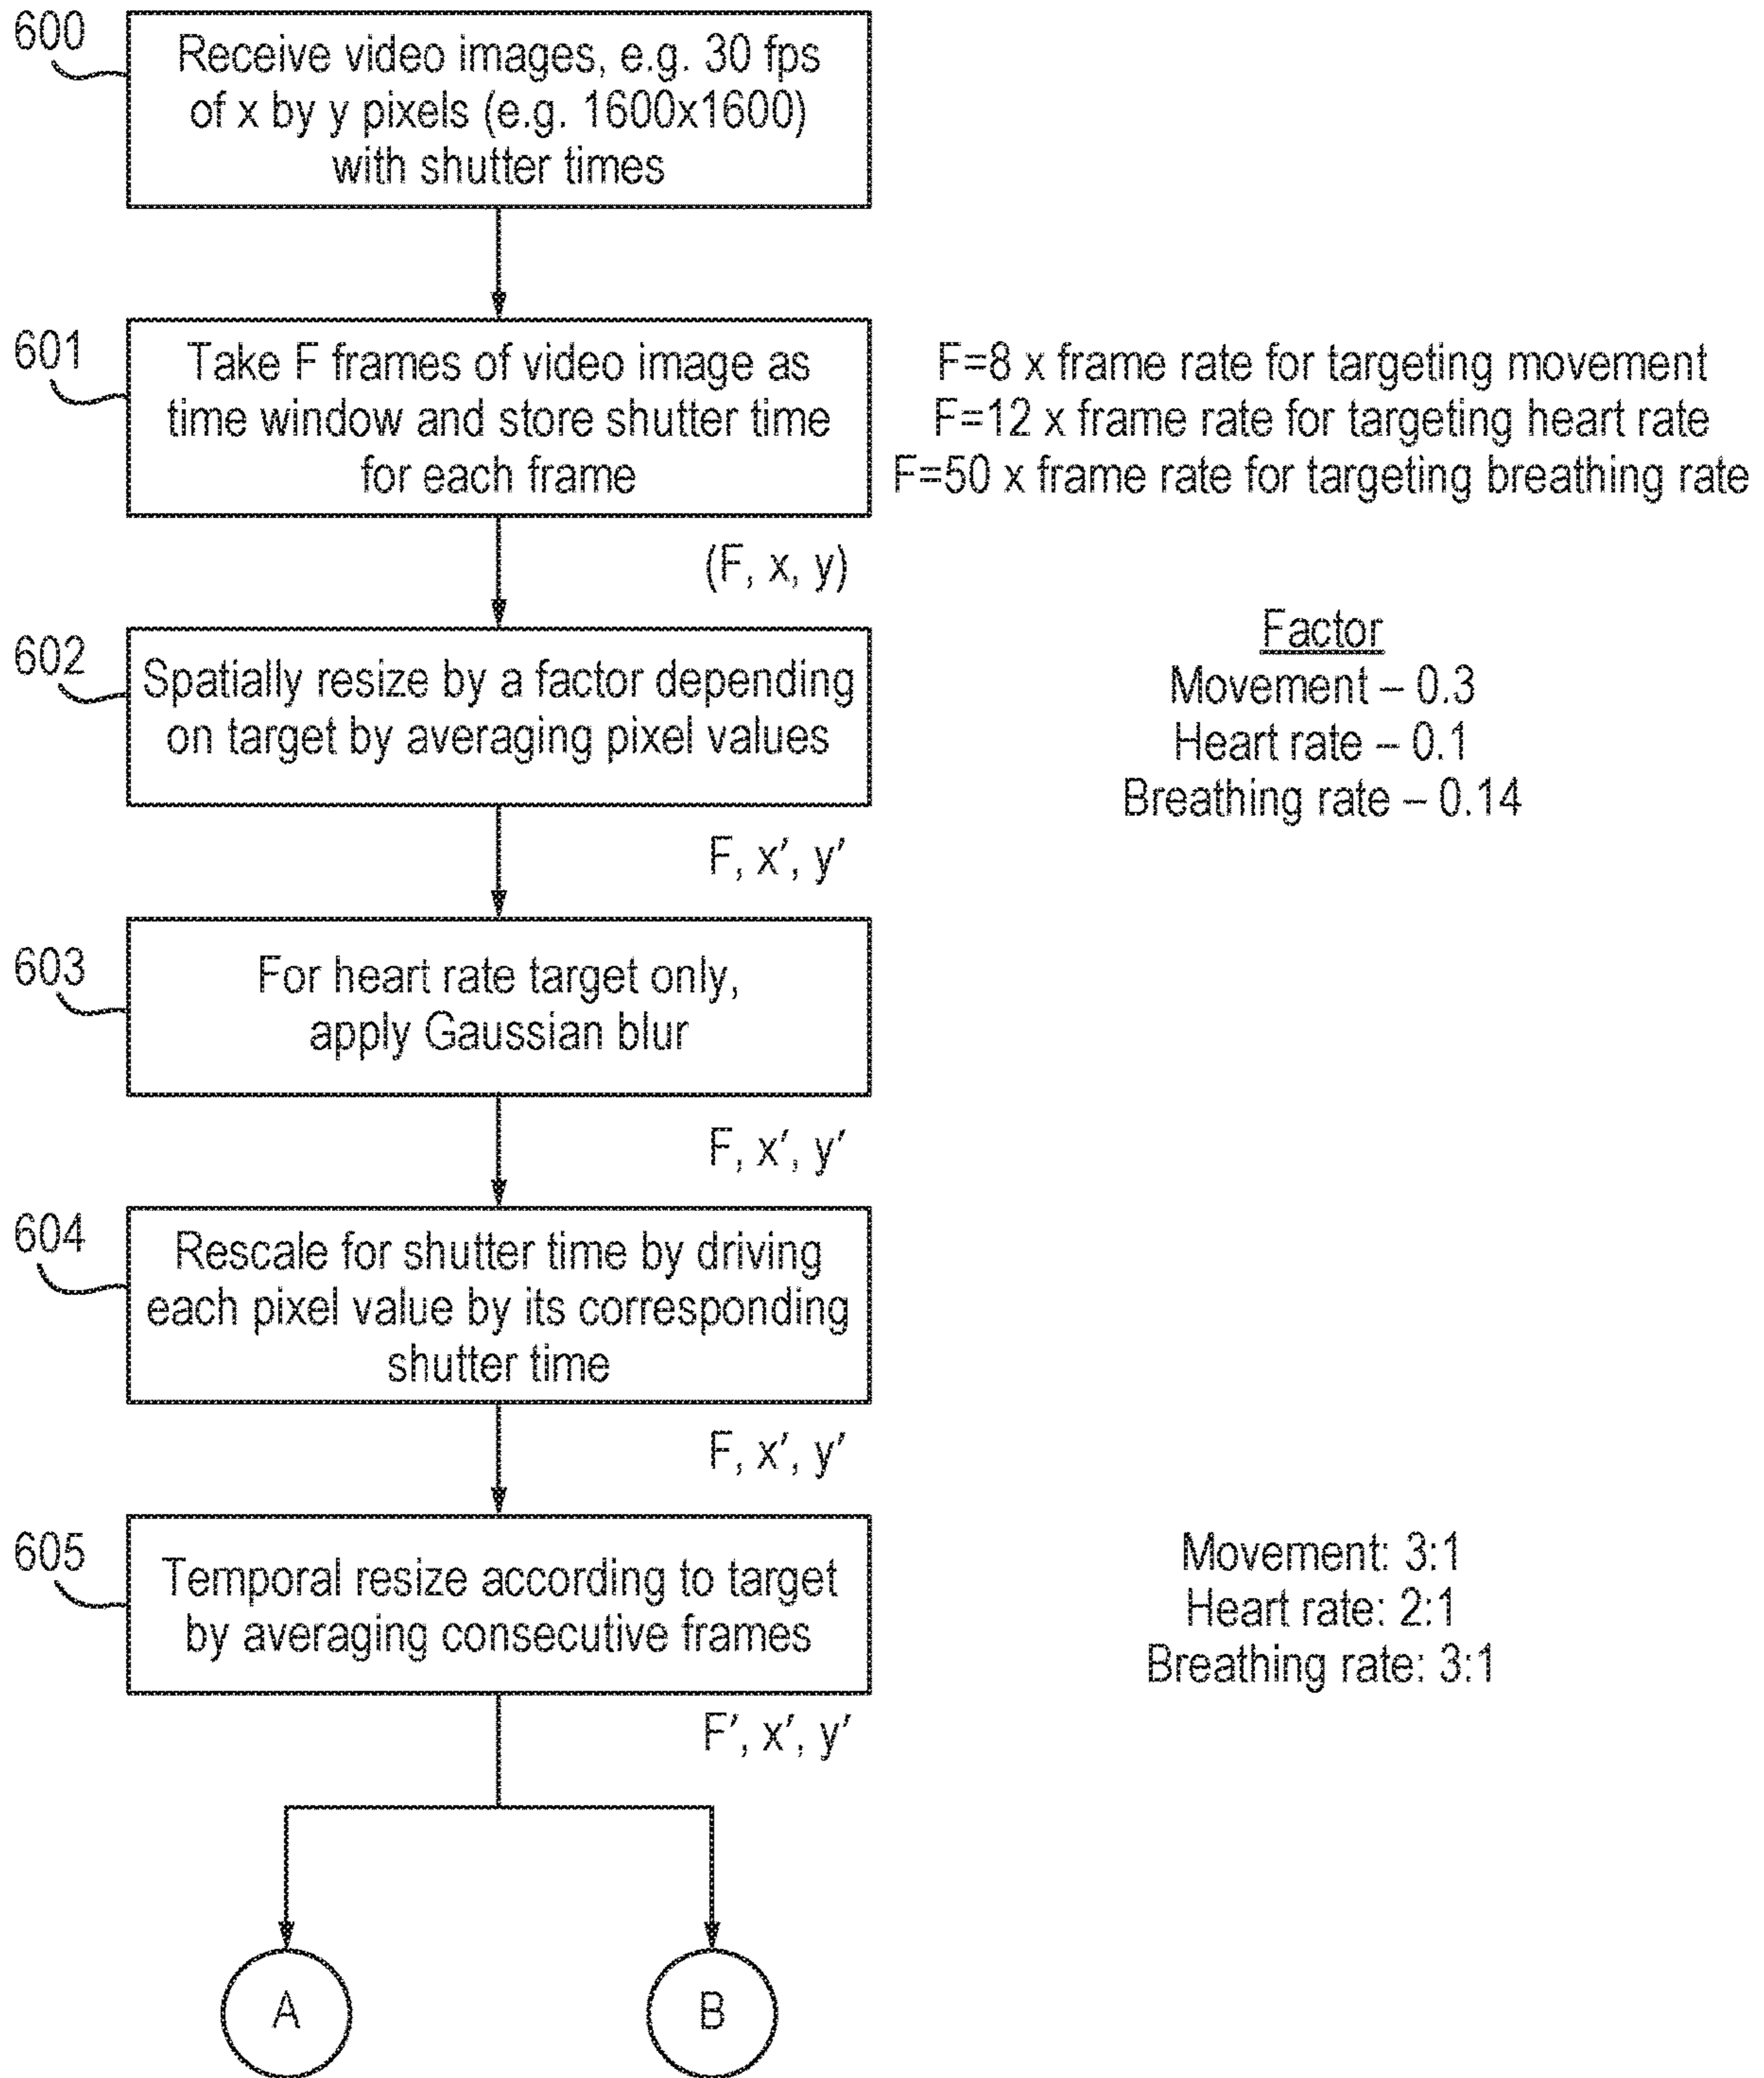 600
Receive video images, e.g. 30 fps
of x by y pixels (e.g. 1600x1600)
with shutter times
601
Take F frames of video image as
time window and store shutter time
for each frame
F=8 x frame rate for targeting movement
F=12 x frame rate for targeting heart rate
F=50 x frame rate for targeting breathing rate
(F, x, y)
602
Spatially resize by a factor depending
on target by averaging pixel values
Factor
Movement – 0.3
Heart rate – 0.1
Breathing rate – 0.14
F, x′, y′
603
For heart rate target only,
apply Gaussian blur
F, x′, y′
604
Rescale for shutter time by driving
each pixel value by its corresponding
shutter time
F, x′, y′
605
Temporal resize according to target
by averaging consecutive frames
Movement: 3:1
Heart rate: 2:1
Breathing rate: 3:1
F′, x′, y′
A
B